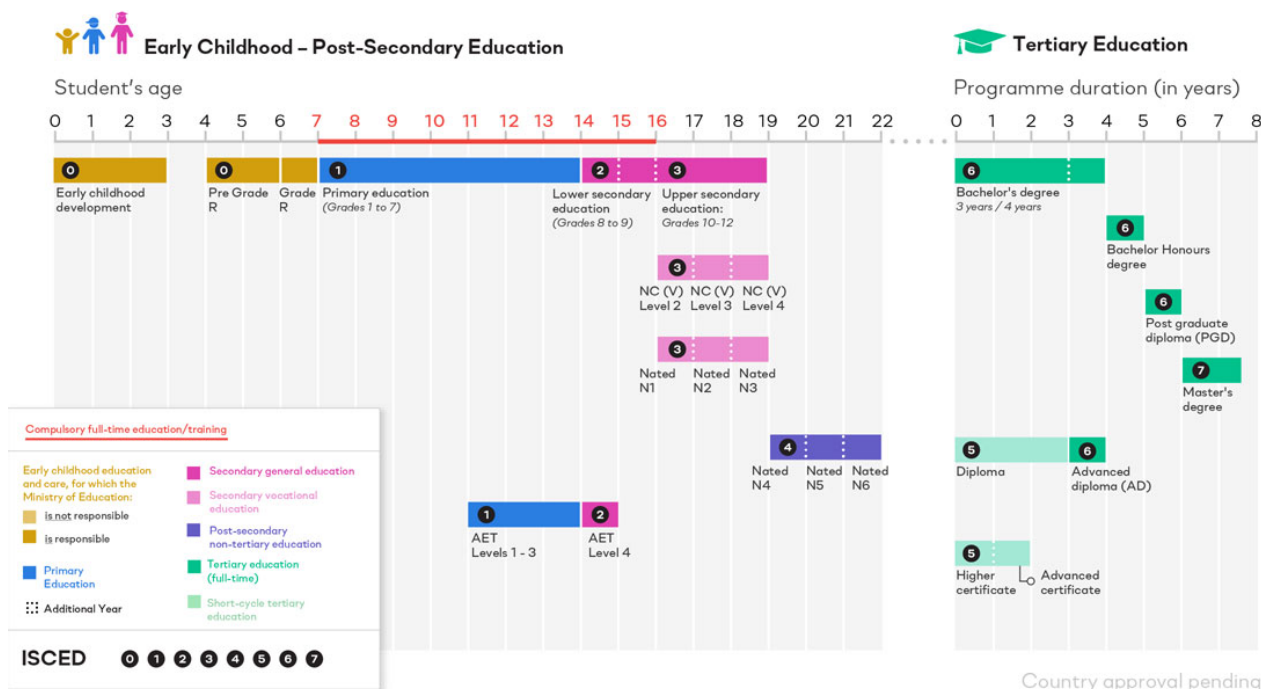 Early Childhood – Post-Secondary Education
Student's age
0 1 2 3 4 5 6 7 8 9 10 11 12 13 14 15 16 17 18 19 20 21 22
Tertiary Education
Programme duration (in years)
0 1 2 3 4 5 6 7 8
0
Early childhood
development
0
Pre Grade
R
Grade
R
1
Primary education
(Grades 1 to 7)
2
Lower secondary
education
(Grades 8 to 9)
3
Upper secondary
education:
Grades 10-12
6
Bachelor's degree
3 years / 4 years
6
Bachelor Honours
degree
3
NC (V)
Level 2
NC (V)
Level 3
NC (V)
Level 4
6
Post graduate
diploma (PGD)
3
Nated
N1
Nated
N2
Nated
N3
7
Master's
degree
4
Nated
N4
Nated
N5
Nated
N6
5
Diploma
6
Advanced
diploma (AD)
1
AET
Levels 1 - 3
2
AET
Level 4
5
Higher
certificate
Advanced
certificate
Compulsory full-time education/training
Early childhood education
and care, for which the
Ministry of Education:
is not responsible
is responsible
Primary
Education
Additional Year
Secondary general education
Secondary vocational
education
Post-secondary
non-tertiary education
Tertiary education
(full-time)
Short-cycle tertiary
education
ISCED 0 1 2 3 4 5 6 7
Country approval pending